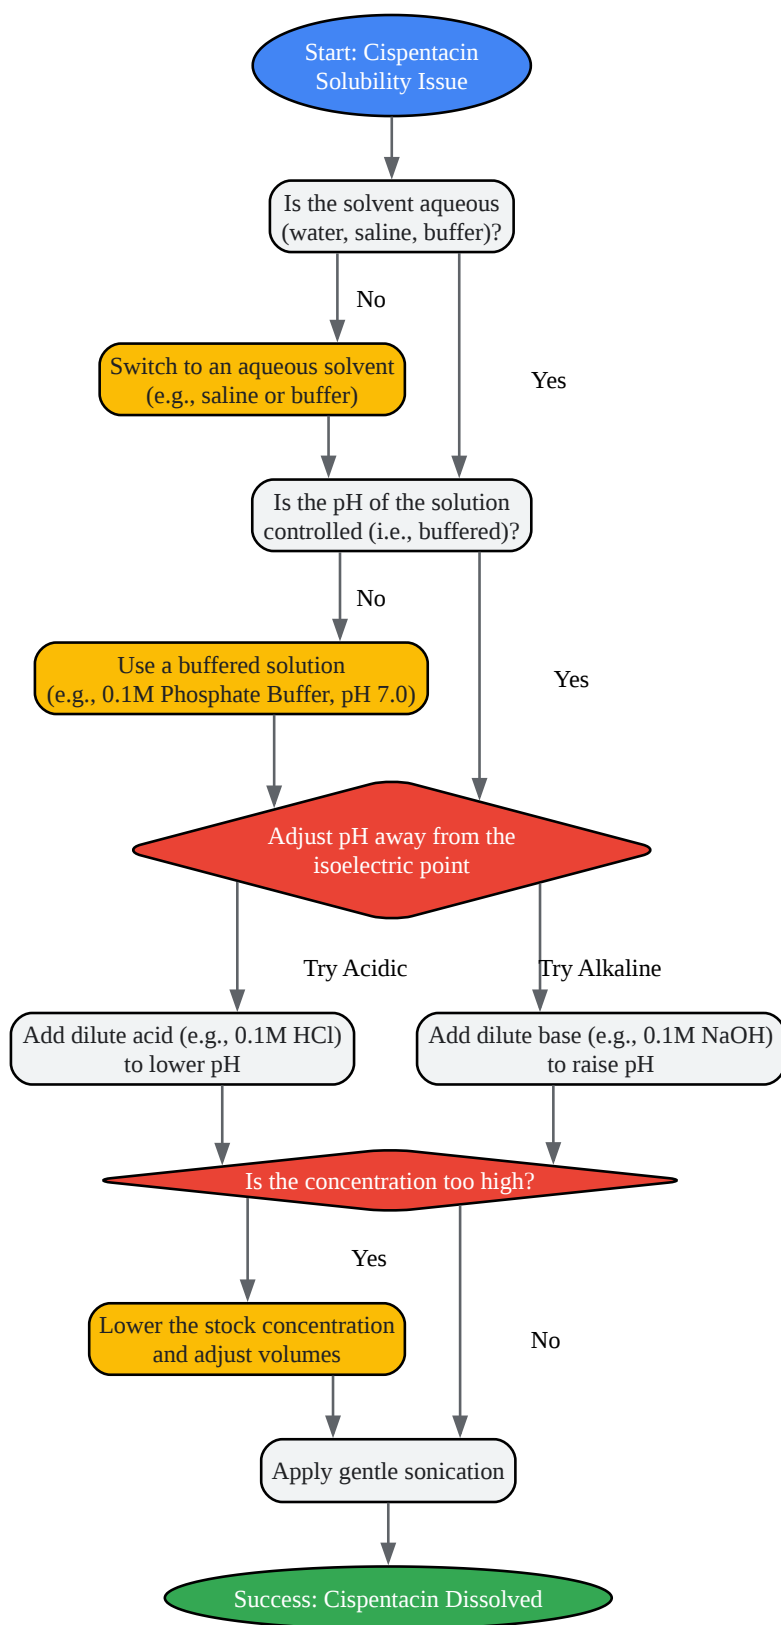 Start: Cispentacin
Solubility Issue
Is the solvent aqueous
(water, saline, buffer)?
No
Switch to an aqueous solvent
(e.g., saline or buffer)
Yes
Is the pH of the solution
controlled (i.e., buffered)?
No
Use a buffered solution
(e.g., 0.1M Phosphate Buffer, pH 7.0)
Yes
Adjust pH away from the
isoelectric point
Try Acidic
Try Alkaline
Add dilute acid (e.g., 0.1M HCl)
to lower pH
Add dilute base (e.g., 0.1M NaOH)
to raise pH
Is the concentration too high?
Yes
Lower the stock concentration
and adjust volumes
No
Apply gentle sonication
Success: Cispentacin Dissolved